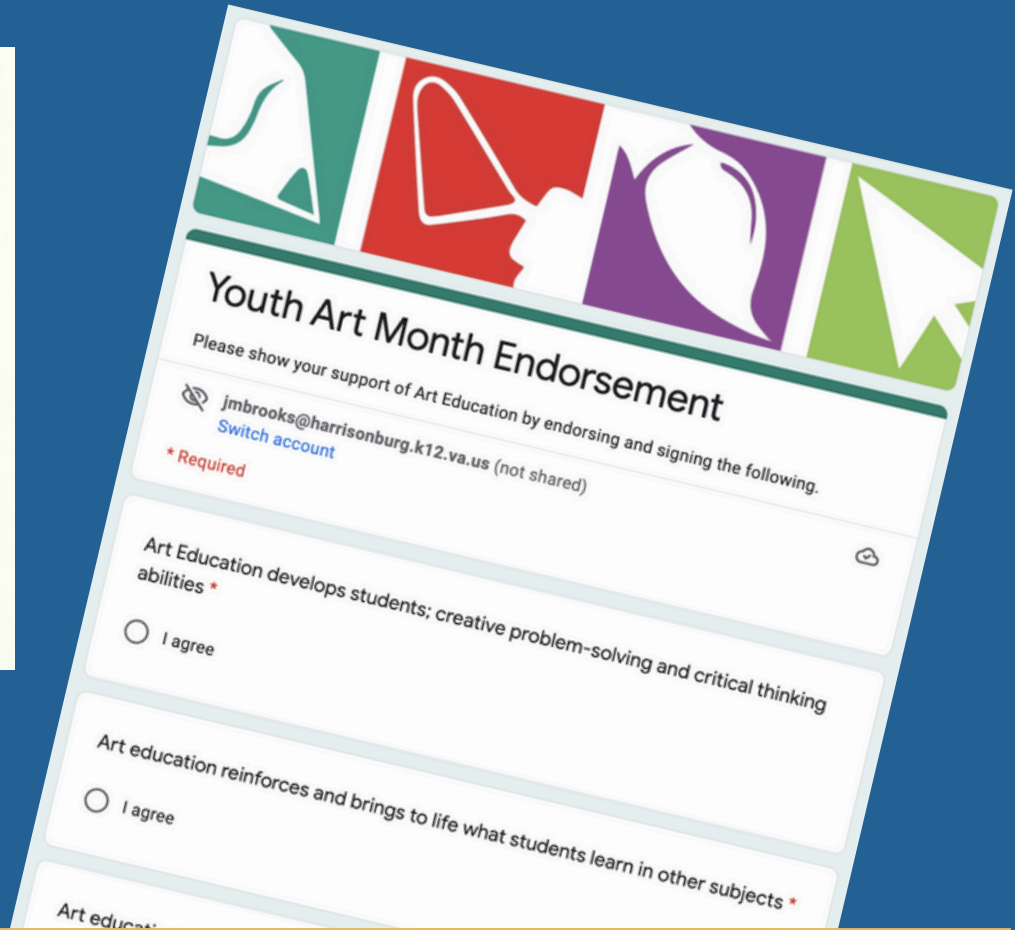 Youth Art Month Endorsement
Please show your support of Art Education by endorsing and signing the following.
jmbrooks@harrisonburg.k12.va.us (not shared)
Switch account
* Required
Art Education develops students; creative problem-solving and critical thinking
abilities *
I agree
Art education reinforces and brings to life what students learn in other subjects *
I agree
Art